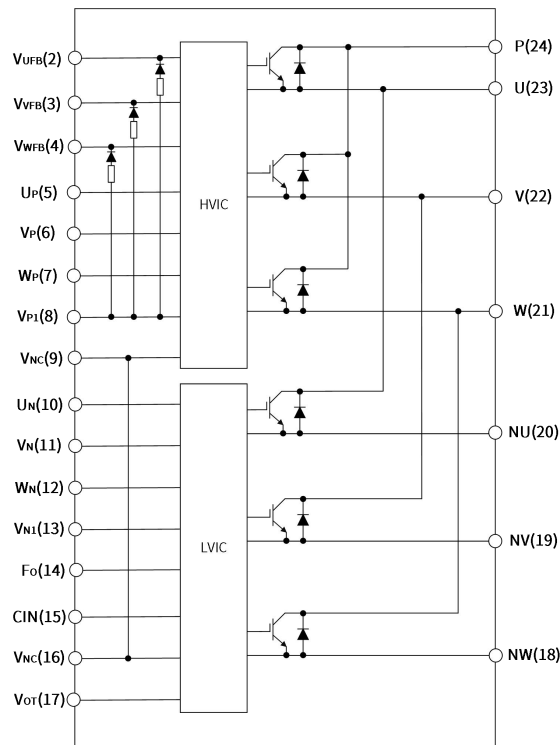 VUFB(2)
VVFB(3)
VWFB(4)
UP(5)
VP(6)
WP(7)
VP1(8)
VNC(9)
UN(10)
VN(11)
WN(12)
VN1(13)
FO(14)
CIN(15)
VNC(16)
VOT(17)
HVIC
LVIC
P(24)
U(23)
V(22)
W(21)
NU(20)
NV(19)
NW(18)